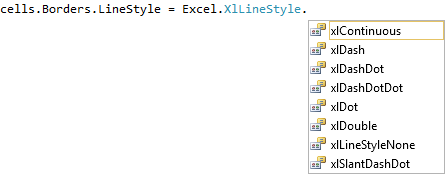 cells.Borders.LineStyle = Excel.XlLineStyle.
xlContinuous
xlDash
xlDashDot
xlDashDotDot
xlDot
xlDouble
xlLineStyleNone
xlSlantDashDot